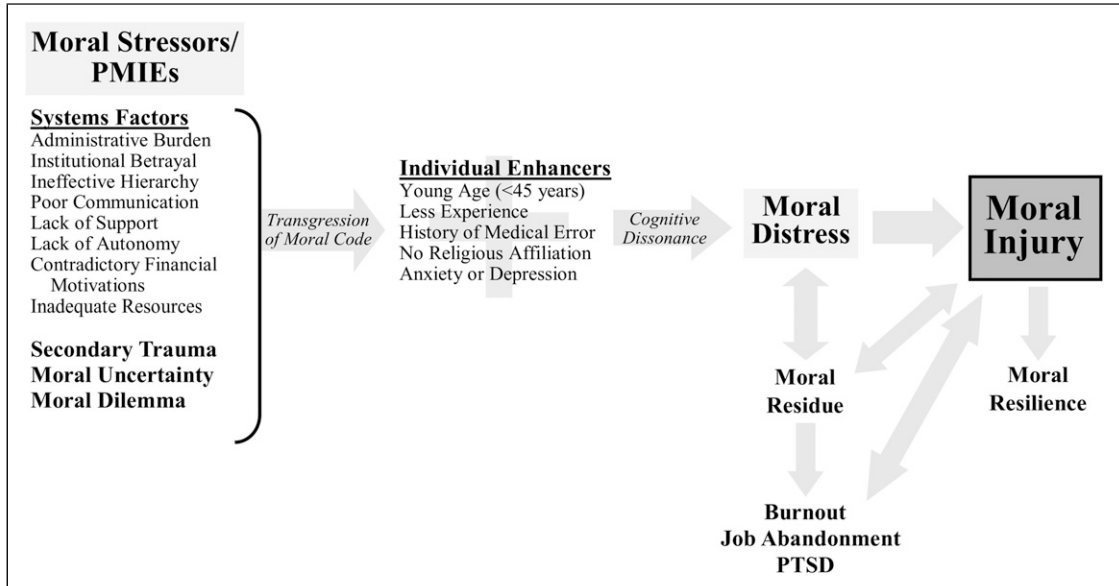 Moral Stressors/
PMIEs
Systems Factors
Administrative Burden
Institutional Betrayal
Ineffective Hierarchy
Poor Communication
Lack of Support
Lack of Autonomy
Contradictory Financial
Motivations
Inadequate Resources
Secondary Trauma
Moral Uncertainty
Moral Dilemma
Transgression
of Moral Code
Individual Enhancers
Young Age (<45 years)
Less Experience
History of Medical Error
No Religious Affiliation
Anxiety or Depression
Cognitive
Dissonance
Moral
Distress
Moral
Injury
Moral
Residue
Moral
Resilience
Burnout
Job Abandonment
PTSD